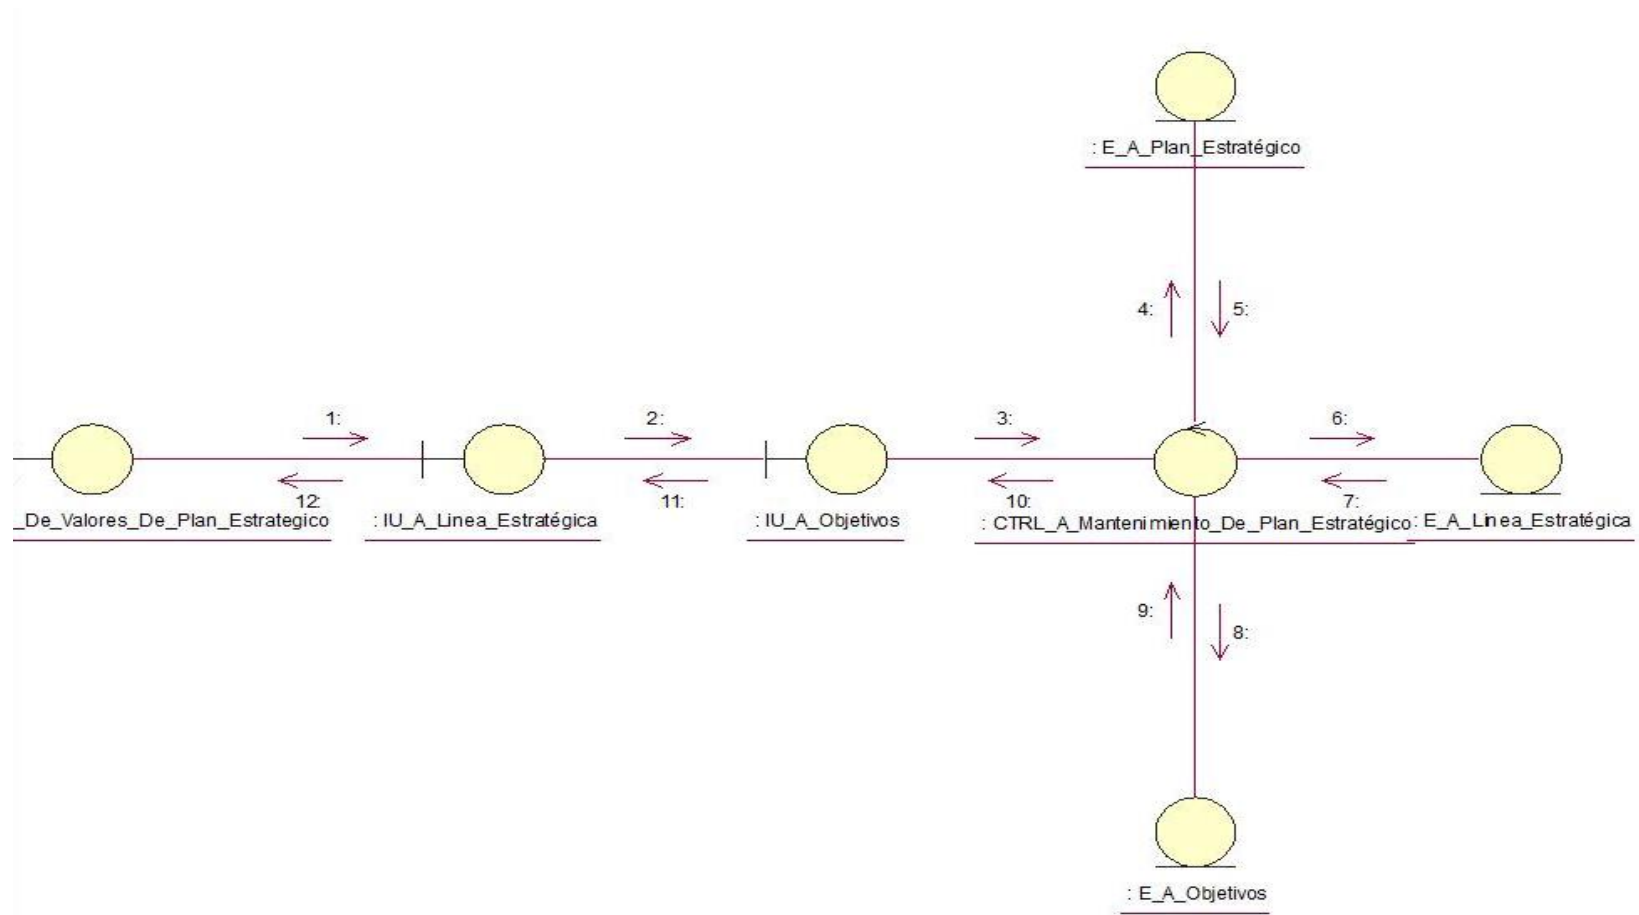 : E_A_Plan_Estratégico
4:
5:
1:
2:
3:
6:
12:
11:
10:
7:
_De_Valores_De_Plan_Estrategico
: IU_A_Linea_Estratégica
: IU_A_Objetivos
: CTRL_A_Mantenimiento_De_Plan_Estratégico
: E_A_Linea_Estratégica
9:
8:
: E_A_Objetivos